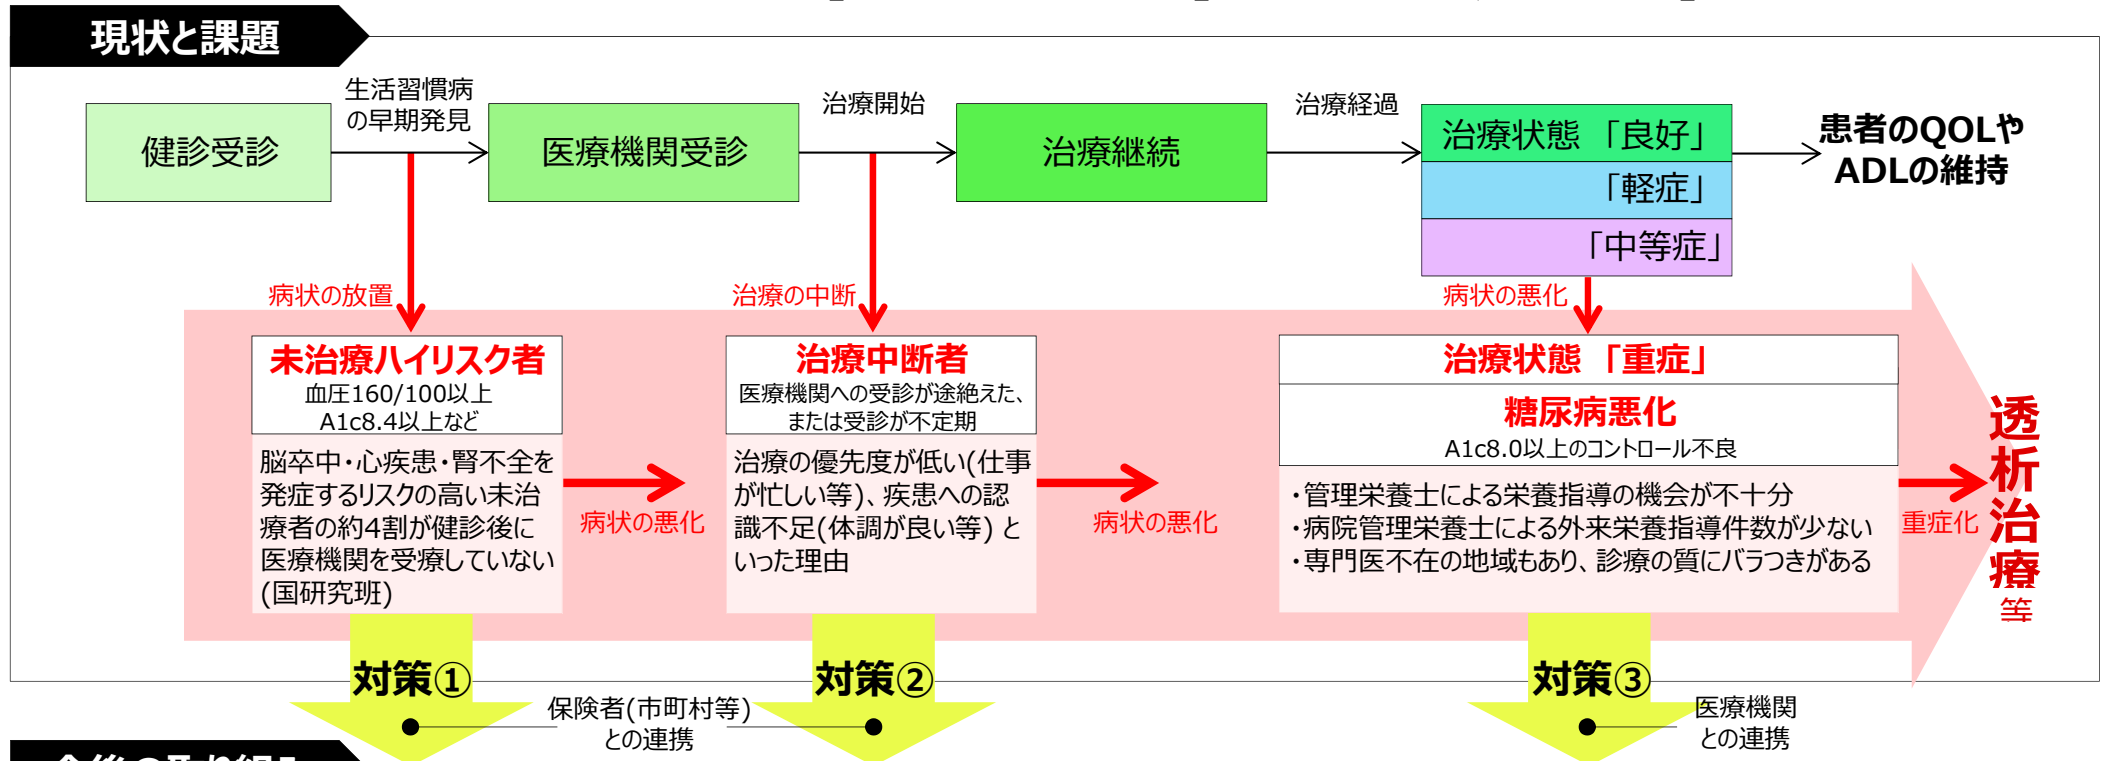 現状と課題
健診受診
生活習慣病
の早期発見
医療機関受診
治療開始
治療継続
治療経過
治療状態「良好」
「軽症」
「中等症」
患者のQOLや
ADLの維持
病状の放置
治療の中断
病状の悪化
未治療ハイリスク者
血圧160/100以上
A1c8.4以上など
脳卒中・心疾患・腎不全を
発症するリスクの高い未治
療者の約4割が健診後に
医療機関を受療していない
(国研究班)
病状の悪化
治療中断者
医療機関への受診が途絶えた、
または受診が不定期
治療の優先度が低い(仕事
が忙しい等)、疾患への認
識不足(体調が良い等) と
いった理由
病状の悪化
治療状態「重症」
糖尿病悪化
A1c8.0以上のコントロール不良
・管理栄養士による栄養指導の機会が不十分
・病院管理栄養士による外来栄養指導件数が少ない
・専門医不在の地域もあり、診療の質にバラつきがある
重症化
透析治療
等
対策①
対策②
対策③
保険者(市町村等)
との連携
医療機関
との連携